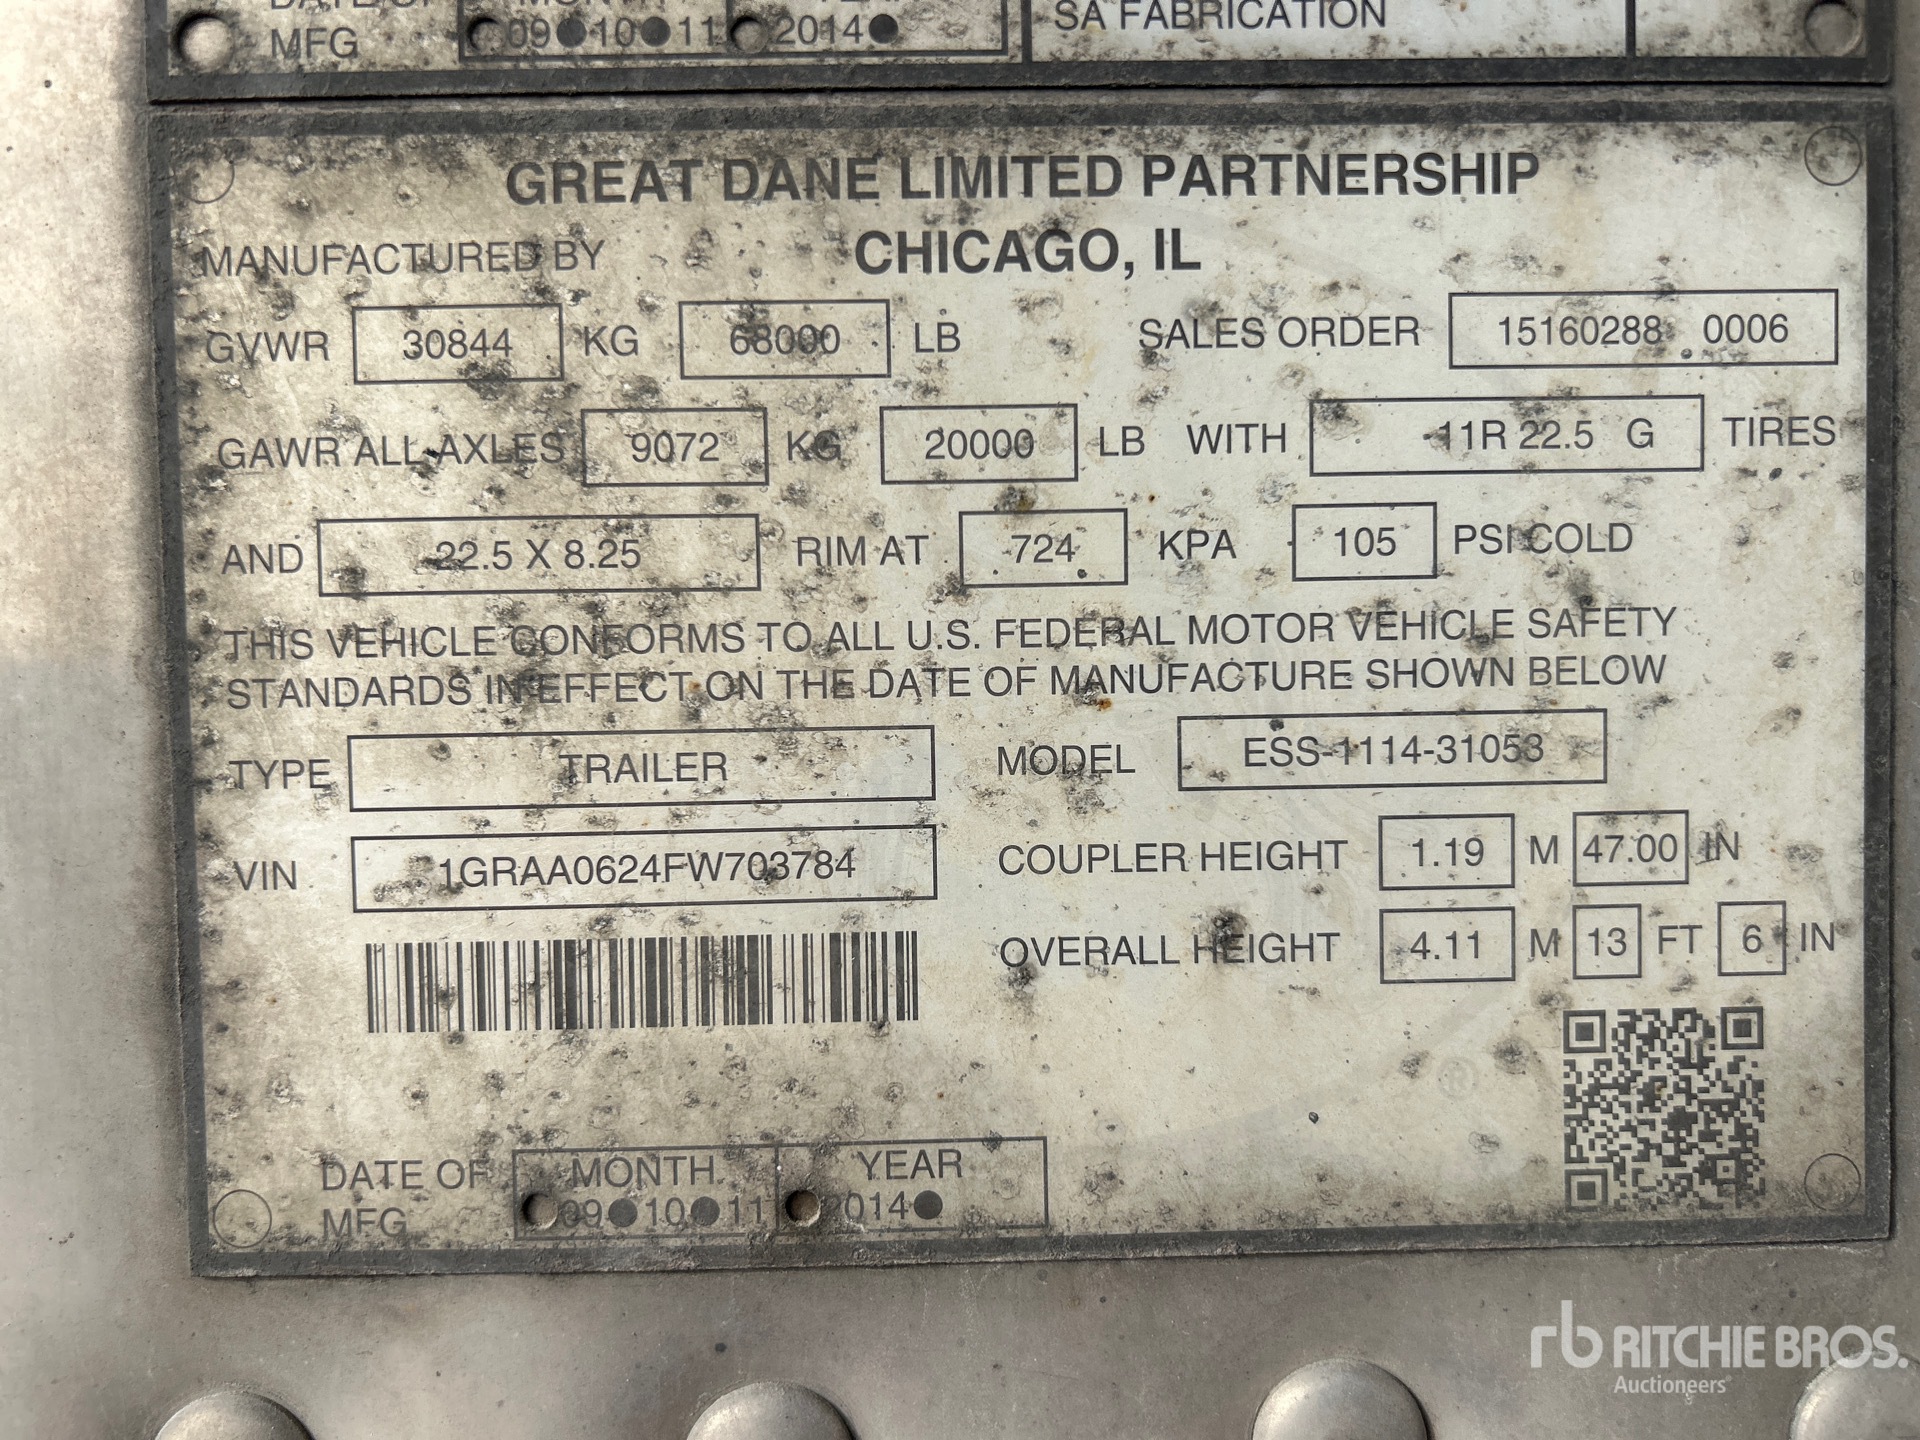 DATE OF MONTH YEAR
MFG 09 10 11 2014
SA FABRICATION
GREAT DANE LIMITED PARTNERSHIP
MANUFACTURED BY CHICAGO, IL
GVWR 30844 KG 68000 LB SALES ORDER 15160288 0006
GAWR ALL AXLES 9072 KG 20000 LB WITH 11R 22.5 G TIRES
AND 22.5 X 8.25 RIM AT 724 KPA 105 PSI COLD
THIS VEHICLE CONFORMS TO ALL U.S. FEDERAL MOTOR VEHICLE SAFETY
STANDARDS IN EFFECT ON THE DATE OF MANUFACTURE SHOWN BELOW
TYPE TRAILER MODEL ESS-1114-31053
VIN 1GRAA0624FW703784 COUPLER HEIGHT 1.19 M 47.00 IN
OVERALL HEIGHT 4.11 M 13 FT 6 IN
®
DATE OF MONTH YEAR
MFG 09 10 11 2014
rb RITCHIE BROS.
Auctioneers